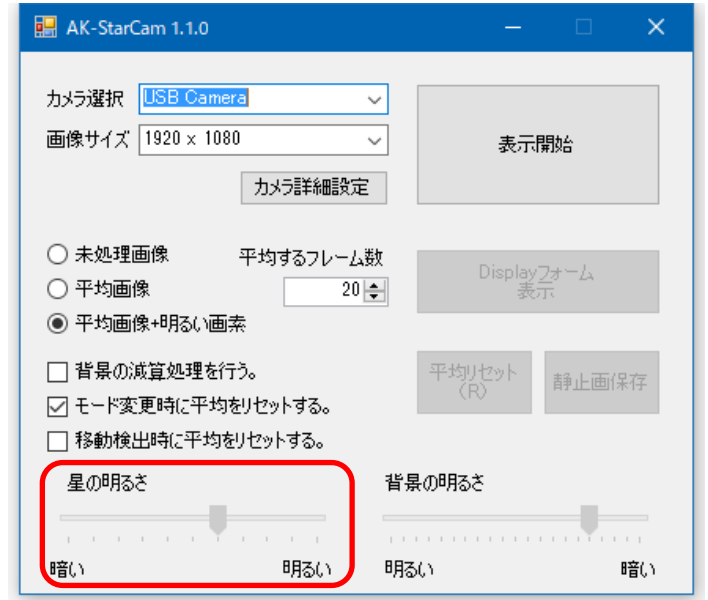 AK-StarCam 1.1.0
カメラ選択 USB Camera
画像サイズ 1920 x 1080
表示開始
カメラ詳細設定
未処理画像
平均するフレーム数
平均画像
20
平均画像+明るい画素
Displayフォーム
表示
背景の減算処理を行う。
モード変更時に平均をリセットする。
移動検出時に平均をリセットする。
平均リセット
(R)
静止画保存
星の明るさ
暗い 明るい
背景の明るさ
明るい 暗い